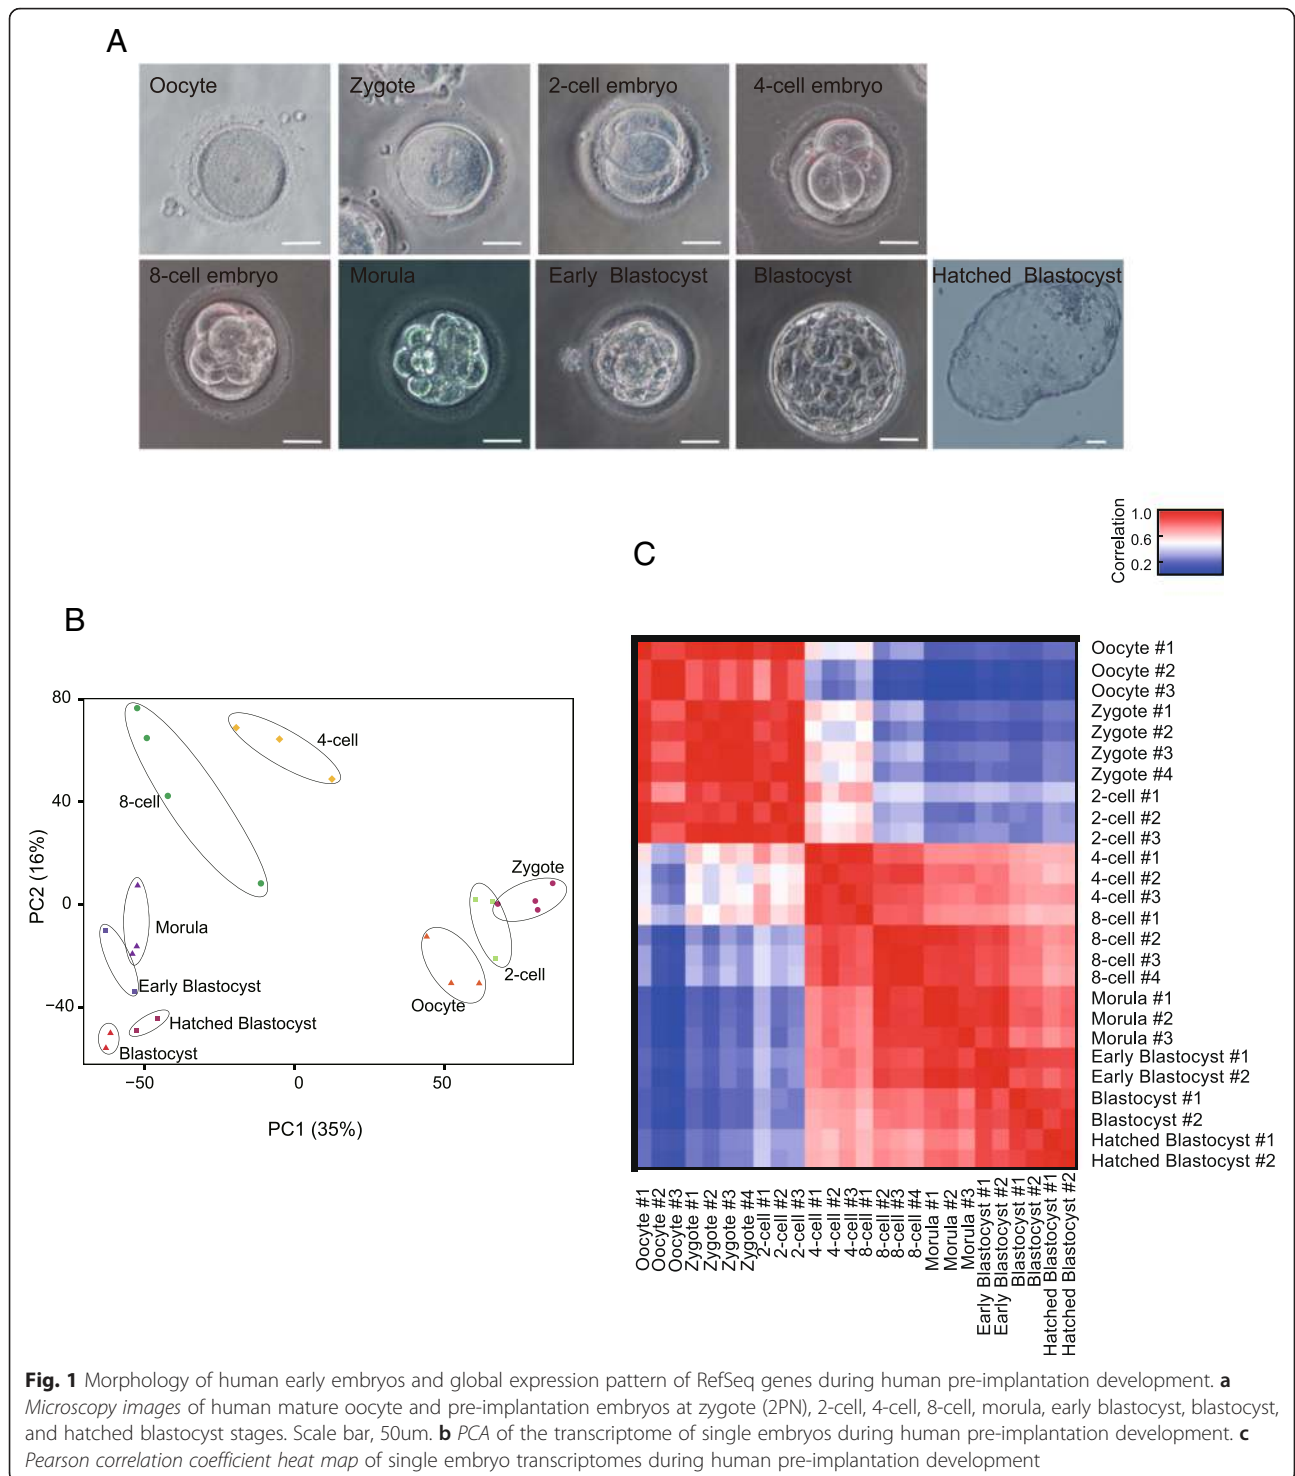 A
Oocyte
Zygote
2-cell embryo
4-cell embryo
8-cell embryo
Morula
Early Blastocyst
Blastocyst
Hatched Blastocyst
B
80
40
0
−40
PC2 (16%)
−50
0
50
PC1 (35%)
4-cell
8-cell
Zygote
Morula
2-cell
Early Blastocyst
Oocyte
Hatched Blastocyst
Blastocyst
C
Correlation
1.0
0.6
0.2
Oocyte #1
Oocyte #2
Oocyte #3
Zygote #1
Zygote #2
Zygote #3
Zygote #4
2-cell #1
2-cell #2
2-cell #3
4-cell #1
4-cell #2
4-cell #3
8-cell #1
8-cell #2
8-cell #3
8-cell #4
Morula #1
Morula #2
Morula #3
Early Blastocyst #1
Early Blastocyst #2
Blastocyst #1
Blastocyst #2
Hatched Blastocyst #1
Hatched Blastocyst #2
Oocyte #1
Oocyte #2
Oocyte #3
Zygote #1
Zygote #2
Zygote #3
Zygote #4
2-cell #1
2-cell #2
2-cell #3
4-cell #1
4-cell #2
4-cell #3
8-cell #1
8-cell #2
8-cell #3
8-cell #4
Morula #1
Morula #2
Morula #3
Early Blastocyst #1
Early Blastocyst #2
Blastocyst #1
Blastocyst #2
Hatched Blastocyst #1
Hatched Blastocyst #2
Fig. 1 Morphology of human early embryos and global expression pattern of RefSeq genes during human pre-implantation development. a
Microscopy images of human mature oocyte and pre-implantation embryos at zygote (2PN), 2-cell, 4-cell, 8-cell, morula, early blastocyst, blastocyst,
and hatched blastocyst stages. Scale bar, 50um. b PCA of the transcriptome of single embryos during human pre-implantation development. c
Pearson correlation coefficient heat map of single embryo transcriptomes during human pre-implantation development